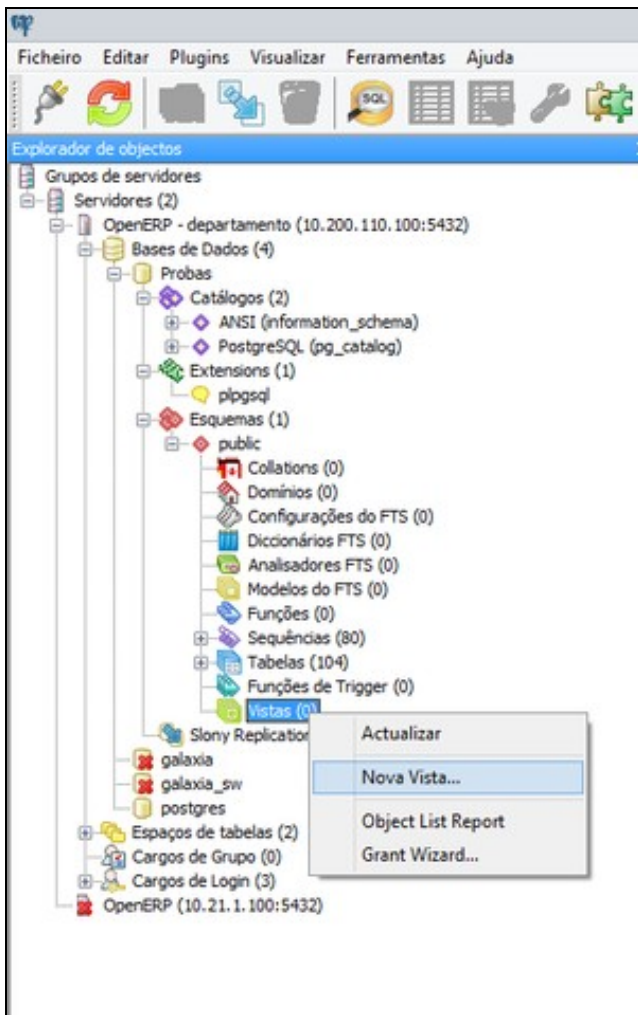 Ficheiro Editar Plugins Visualizar Ferramentas Ajuda
SQL
Explorador de objectos
Grupos de servidores
Servidores (2)
OpenERP - departamento (10.200.110.100:5432)
Bases de Dados (4)
Probas
Catálogos (2)
ANSI (information_schema)
PostgreSQL (pg_catalog)
Extensions (1)
plpgsql
Esquemas (1)
public
Collations (0)
Domínios (0)
Configurações do FTS (0)
Diccionários FTS (0)
Analisadores FTS (0)
Modelos do FTS (0)
Funções (0)
Sequências (80)
Tabelas (104)
Funções de Trigger (0)
Vistas (0)
Slony Replication
galaxia
galaxia_sw
postgres
Espaços de tabelas (2)
Cargos de Grupo (0)
Cargos de Login (3)
OpenERP (10.21.1.100:5432)
Actualizar
Nova Vista...
Object List Report
Grant Wizard...